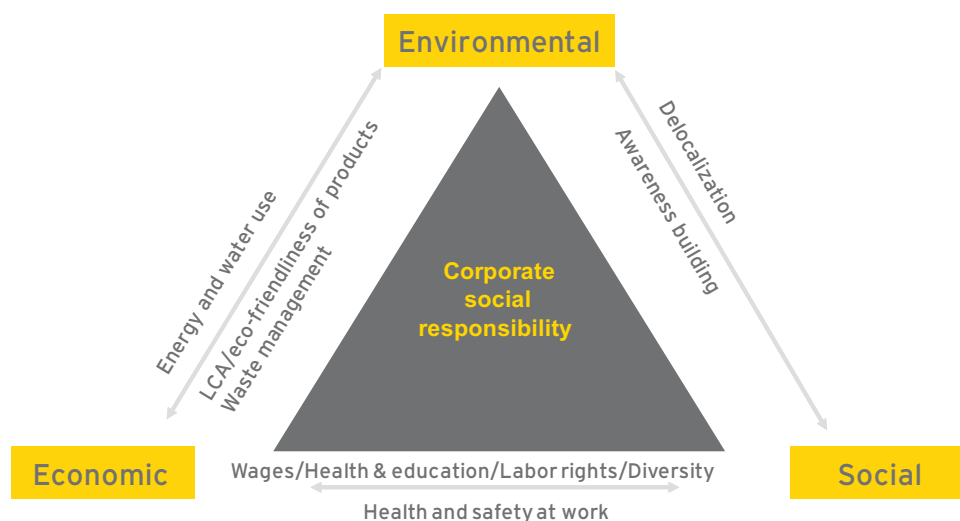 Environmental
Delocalization
Awareness building
Energy and water use
LCA/eco-friendliness of products
Waste management
Corporate
social
responsibility
Economic
Wages/Health & education/Labor rights/Diversity
Health and safety at work
Social